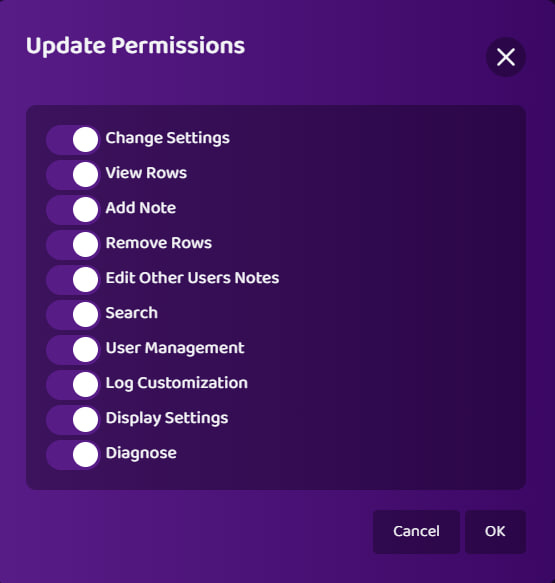 Update Permissions
Change Settings
View Rows
Add Note
Remove Rows
Edit Other Users Notes
Search
User Management
Log Customization
Display Settings
Diagnose
Cancel OK